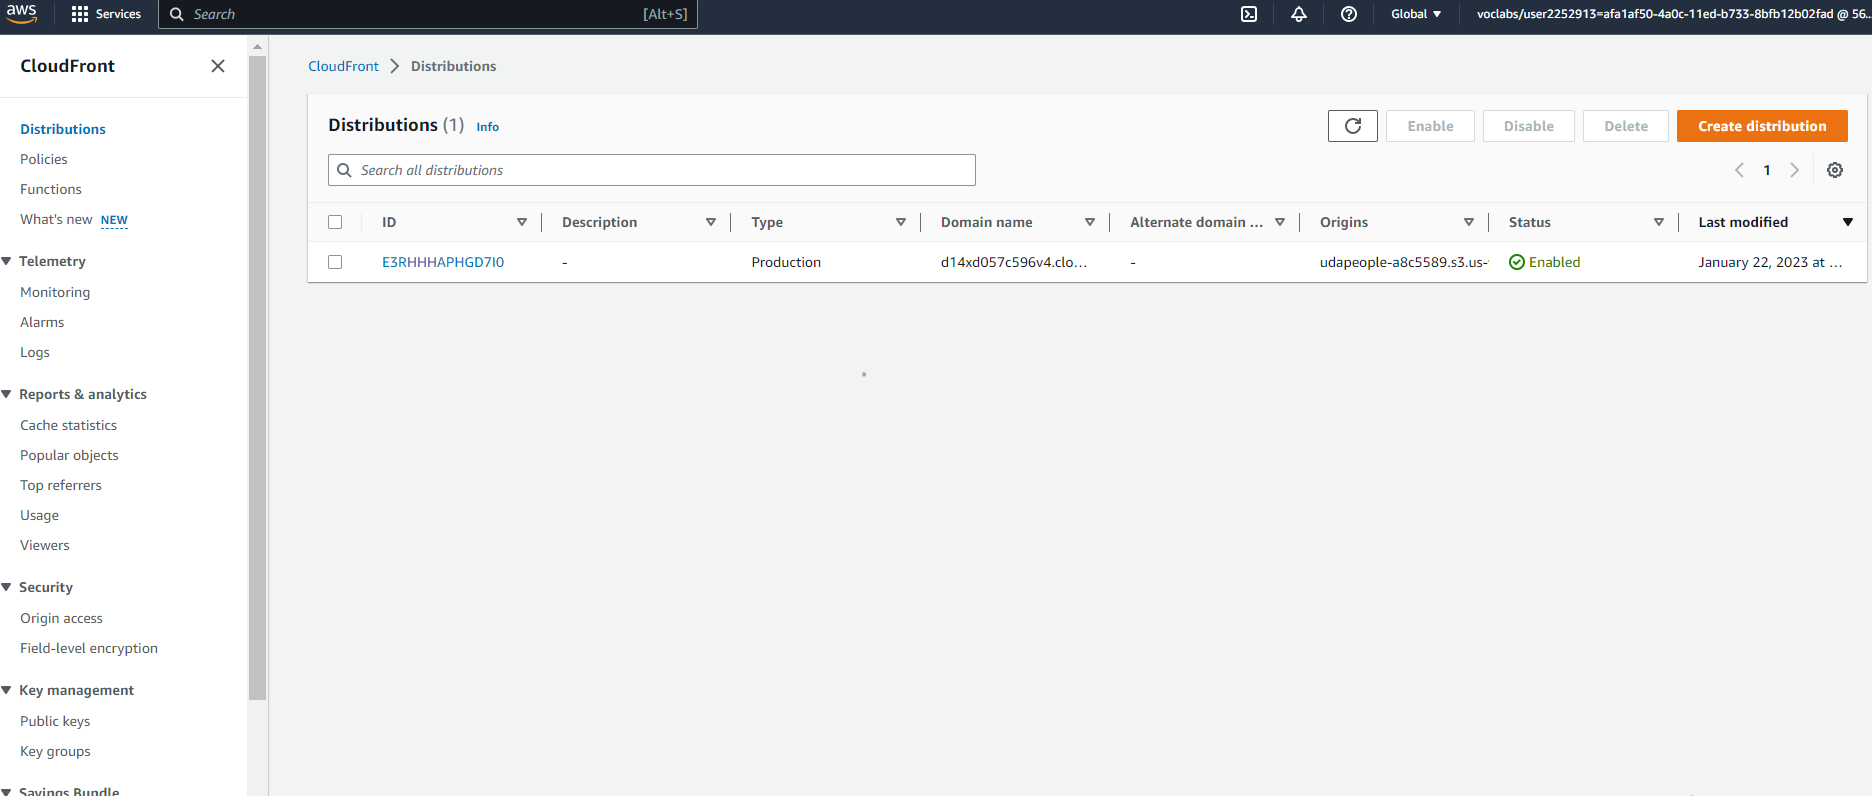 aws
Services
Search
[Alt+S]
Global
voclabs/user2252913=afa1af50-4a0c-11ed-b733-8bfb12b02fad @ 56...
CloudFront
Distributions
Policies
Functions
What's new NEW
Telemetry
Monitoring
Alarms
Logs
Reports & analytics
Cache statistics
Popular objects
Top referrers
Usage
Viewers
Security
Origin access
Field-level encryption
Key management
Public keys
Key groups
Savings Bundle
CloudFront > Distributions
Distributions (1) Info
Enable
Disable
Delete
Create distribution
Search all distributions
1
ID Description Type Domain name Alternate domain ... Origins Status Last modified
E3RHHHAPHGD7I0 - Production d14xd057c596v4.clo... - udapeople-a8c5589.s3.us- Enabled January 22, 2023 at ...